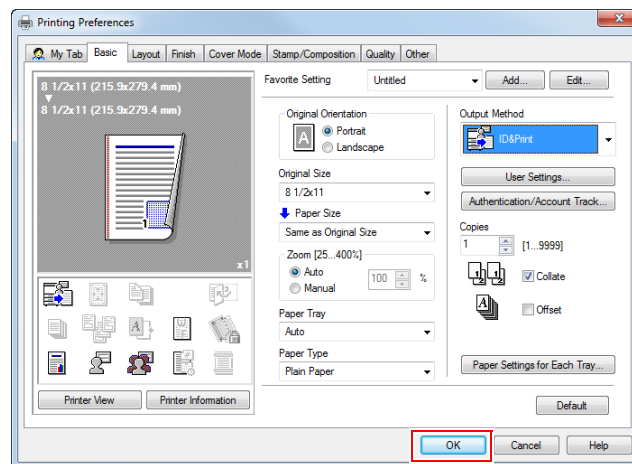 Printing Preferences
My Tab Basic Layout Finish Cover Mode Stamp/Composition Quality Other
8 1/2x11 (215.9x279.4 mm)
8 1/2x11 (215.9x279.4 mm)
1
x1
Printer View Printer Information
Favorite Setting Untitled Add... Edit...
Original Orientation
A Portrait
Landscape
Original Size
8 1/2x11
Paper Size
Same as Original Size
Zoom [25...400%]
Auto
Manual
100 %
Paper Tray
Auto
Paper Type
Plain Paper
Output Method
ID&Print
User Settings...
Authentication/Account Track...
Copies
1 [1...9999]
Collate
Offset
Paper Settings for Each Tray...
Default
OK Cancel Help